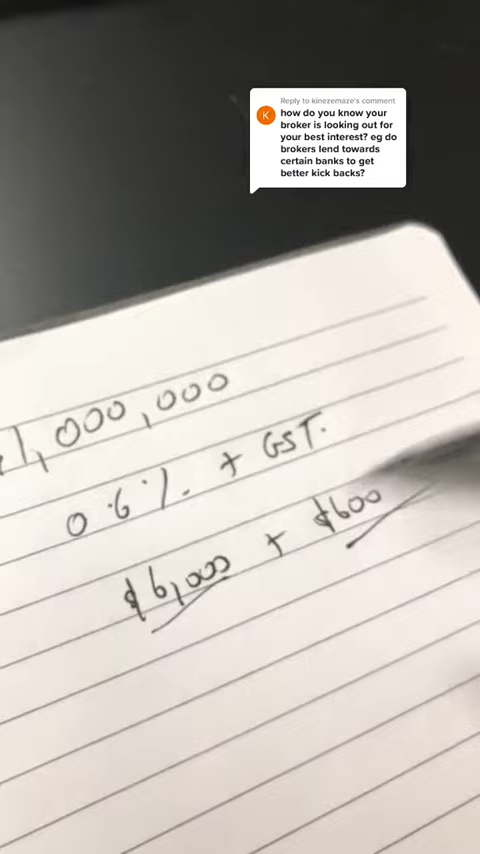 Reply to kinezemaze's comment
K
how do you know your
broker is looking out for
your best interest? eg do
brokers lend towards
certain banks to get
better kick backs?
1,000,000
0.6% + GST.
$6,000 + $600